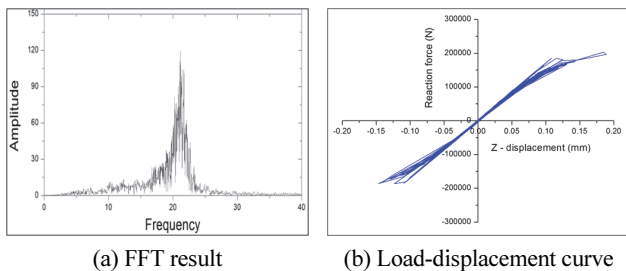 Amplitude
150
120
90
60
30
0
0 10 20 30 40
Frequency
(a) FFT result
Reaction force (N)
300000
200000
100000
0
-100000
-200000
-300000
-0.20 -0.15 -0.10 -0.05 0.00 0.05 0.10 0.15 0.20
Z - displacement (mm)
(b) Load-displacement curve